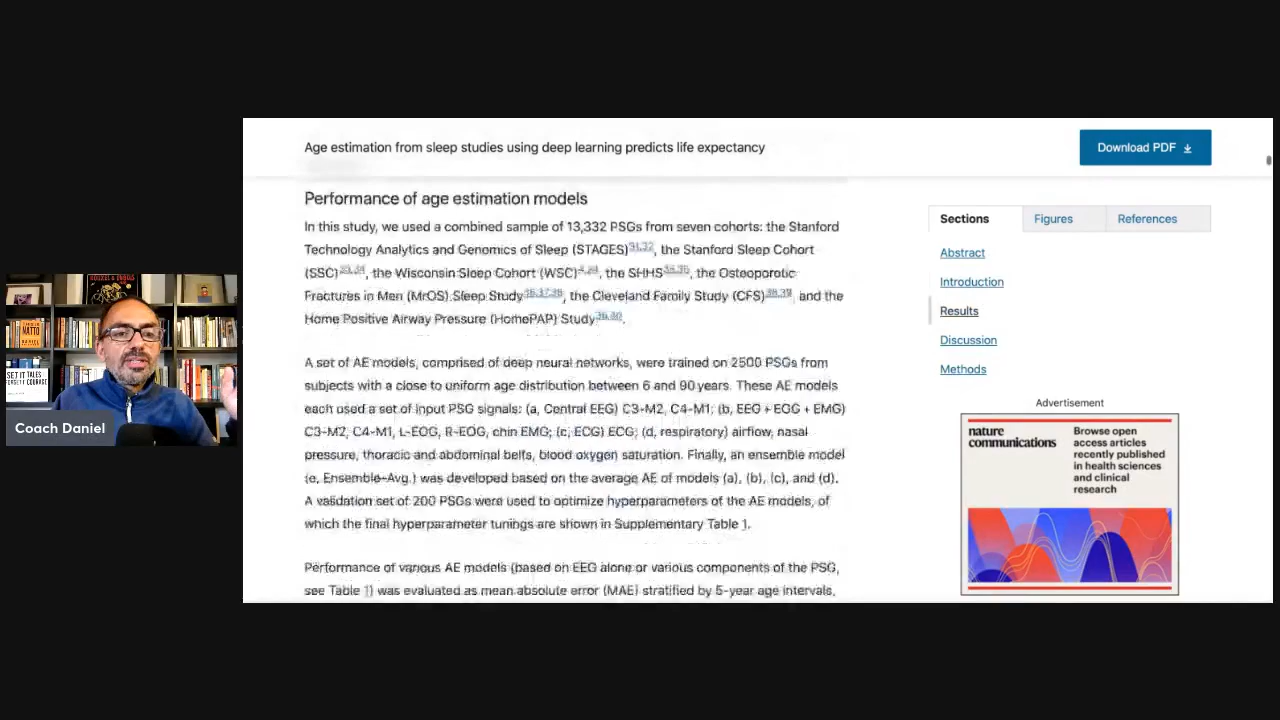 Age estimation from sleep studies using deep learning predicts life expectancy
Download PDF
Performance of age estimation models
In this study, we used a combined sample of 13,332 PSGs from seven cohorts: the Stanford
Technology Analytics and Genomics of Sleep (STAGES), the Stanford Sleep Cohort
(SSC), the Wisconsin Sleep Cohort (WSC), the SHHS, the Osteoporotic
Fractures in Men (MrOS) Sleep Study, the Cleveland Family Study (CFS), and the
Home Positive Airway Pressure (HomePAP) Study.
A set of AE models, comprised of deep neural networks, were trained on 2500 PSGs from
subjects with a close to uniform age distribution between 6 and 90 years. These AE models
each used a set of input PSG signals: (a, Central EEG) C3-M2, C4-M1; (b, EEG + EOG + EMG)
C3-M2, C4-M1, L-EOG, R-EOG, chin EMG; (c, ECG) ECG; (d, respiratory) airflow, nasal
pressure, thoracic and abdominal belts, blood oxygen saturation. Finally, an ensemble model
(e, Ensemble-Avg.) was developed based on the average AE of models (a), (b), (c), and (d).
A validation set of 200 PSGs were used to optimize hyperparameters of the AE models, of
which the final hyperparameter tunings are shown in Supplementary Table 1.
Performance of various AE models (based on EEG alone or various components of the PSG,
see Table 1) was evaluated as mean absolute error (MAE) stratified by 5-year age intervals,
Sections
Figures
References
Abstract
Introduction
Results
Discussion
Methods
Advertisement
nature
communications
Browse open
access articles
recently published
in health sciences
and clinical
research
NATTO
SET IT TALES
COURAGE
Coach Daniel